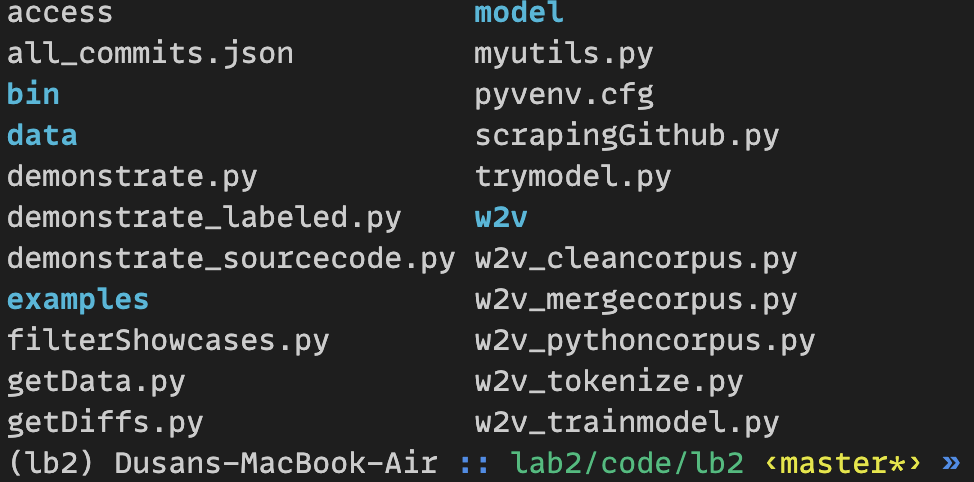 access model
all_commits.json myutils.py
bin pyvenv.cfg
data scrapingGithub.py
demonstrate.py trymodel.py
demonstrate_labeled.py w2v
demonstrate_sourcecode.py w2v_cleancorpus.py
examples w2v_mergecorpus.py
filterShowcases.py w2v_pythoncorpus.py
getData.py w2v_tokenize.py
getDiffs.py w2v_trainmodel.py
(lb2) Dusans-MacBook-Air :: lab2/code/lb2 ‹master*› »